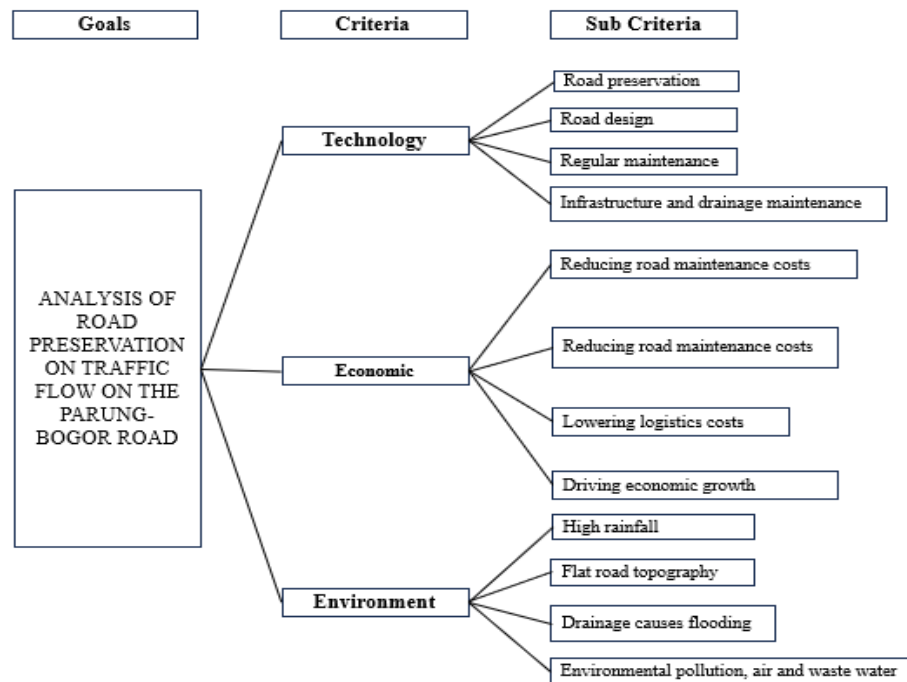 Goals
Criteria
Sub Criteria
ANALYSIS OF
ROAD
PRESERVATION
ON TRAFFIC
FLOW ON THE
PARUNG-
BOGOR ROAD
Technology
Road preservation
Road design
Regular maintenance
Infrastructure and drainage maintenance
Economic
Reducing road maintenance costs
Reducing road maintenance costs
Lowering logistics costs
Driving economic growth
Environment
High rainfall
Flat road topography
Drainage causes flooding
Environmental pollution, air and waste water